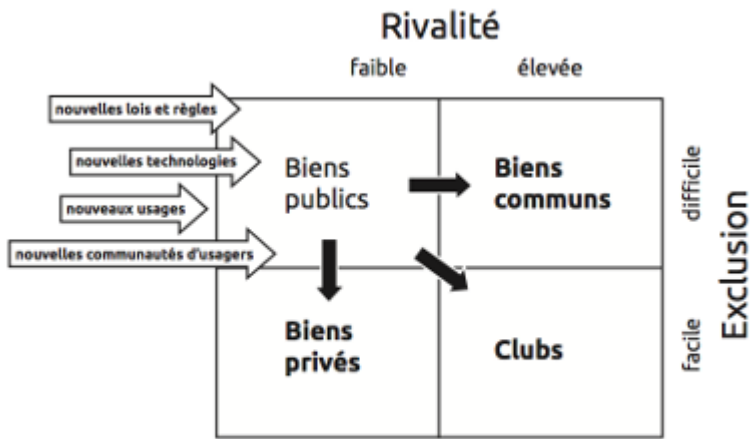 Rivalité
faible élevée
nouvelles lois et règles
nouvelles technologies
nouveaux usages
nouvelles communautés d'usagers
Biens
publics
Biens
communs
Biens
privés
Clubs
difficile
facile
Exclusion